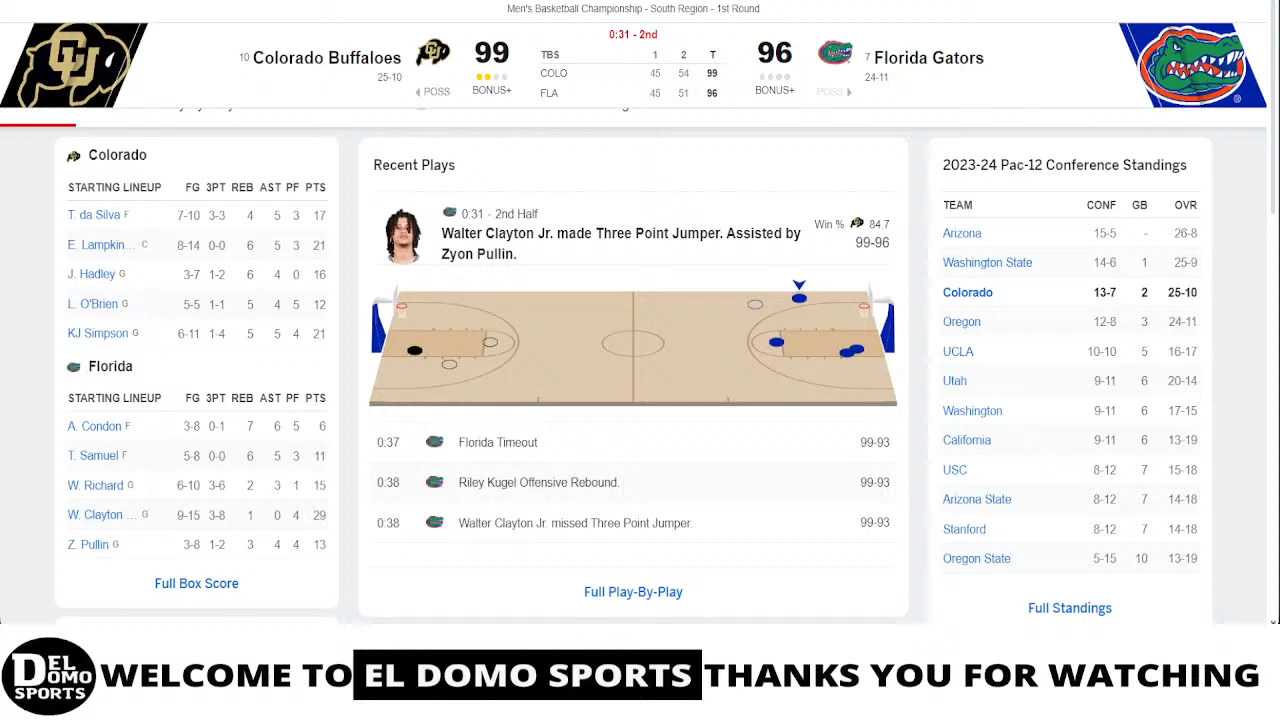 Men's Basketball Championship - South Region - 1st Round
10 Colorado Buffaloes
25-10
99
BONUS+
POSS
0:31 - 2nd
TBS 1 2 T
COLO 45 54 99
FLA 45 51 96
96
BONUS+
POSS
7 Florida Gators
24-11
Colorado
STARTING LINEUP FG 3PT REB AST PF PTS
T. da Silva F 7-10 3-3 4 5 3 17
E. Lampkin... C 8-14 0-0 6 5 3 21
J. Hadley G 3-7 1-2 6 4 0 16
L. O'Brien G 5-5 1-1 5 4 5 12
KJ Simpson G 6-11 1-4 5 5 4 21
Florida
STARTING LINEUP FG 3PT REB AST PF PTS
A. Condon F 3-8 0-1 7 6 5 6
T. Samuel F 5-8 0-0 6 5 3 11
W. Richard G 6-10 3-6 2 3 1 15
W. Clayton ... G 9-15 3-8 1 0 4 29
Z. Pullin G 3-8 1-2 3 4 4 13
Full Box Score
Recent Plays
0:31 - 2nd Half
Walter Clayton Jr. made Three Point Jumper. Assisted by
Zyon Pullin.
Win % 84.7
99-96
0:37 Florida Timeout 99-93
0:38 Riley Kugel Offensive Rebound. 99-93
0:38 Walter Clayton Jr. missed Three Point Jumper. 99-93
Full Play-By-Play
2023-24 Pac-12 Conference Standings
TEAM CONF GB OVR
Arizona 15-5 - 26-8
Washington State 14-6 1 25-9
Colorado 13-7 2 25-10
Oregon 12-8 3 24-11
UCLA 10-10 5 16-17
Utah 9-11 6 20-14
Washington 9-11 6 17-15
California 9-11 6 13-19
USC 8-12 7 15-18
Arizona State 8-12 7 14-18
Stanford 8-12 7 14-18
Oregon State 5-15 10 13-19
Full Standings
DEL DOMO SPORTS
WELCOME TO EL DOMO SPORTS THANKS YOU FOR WATCHING